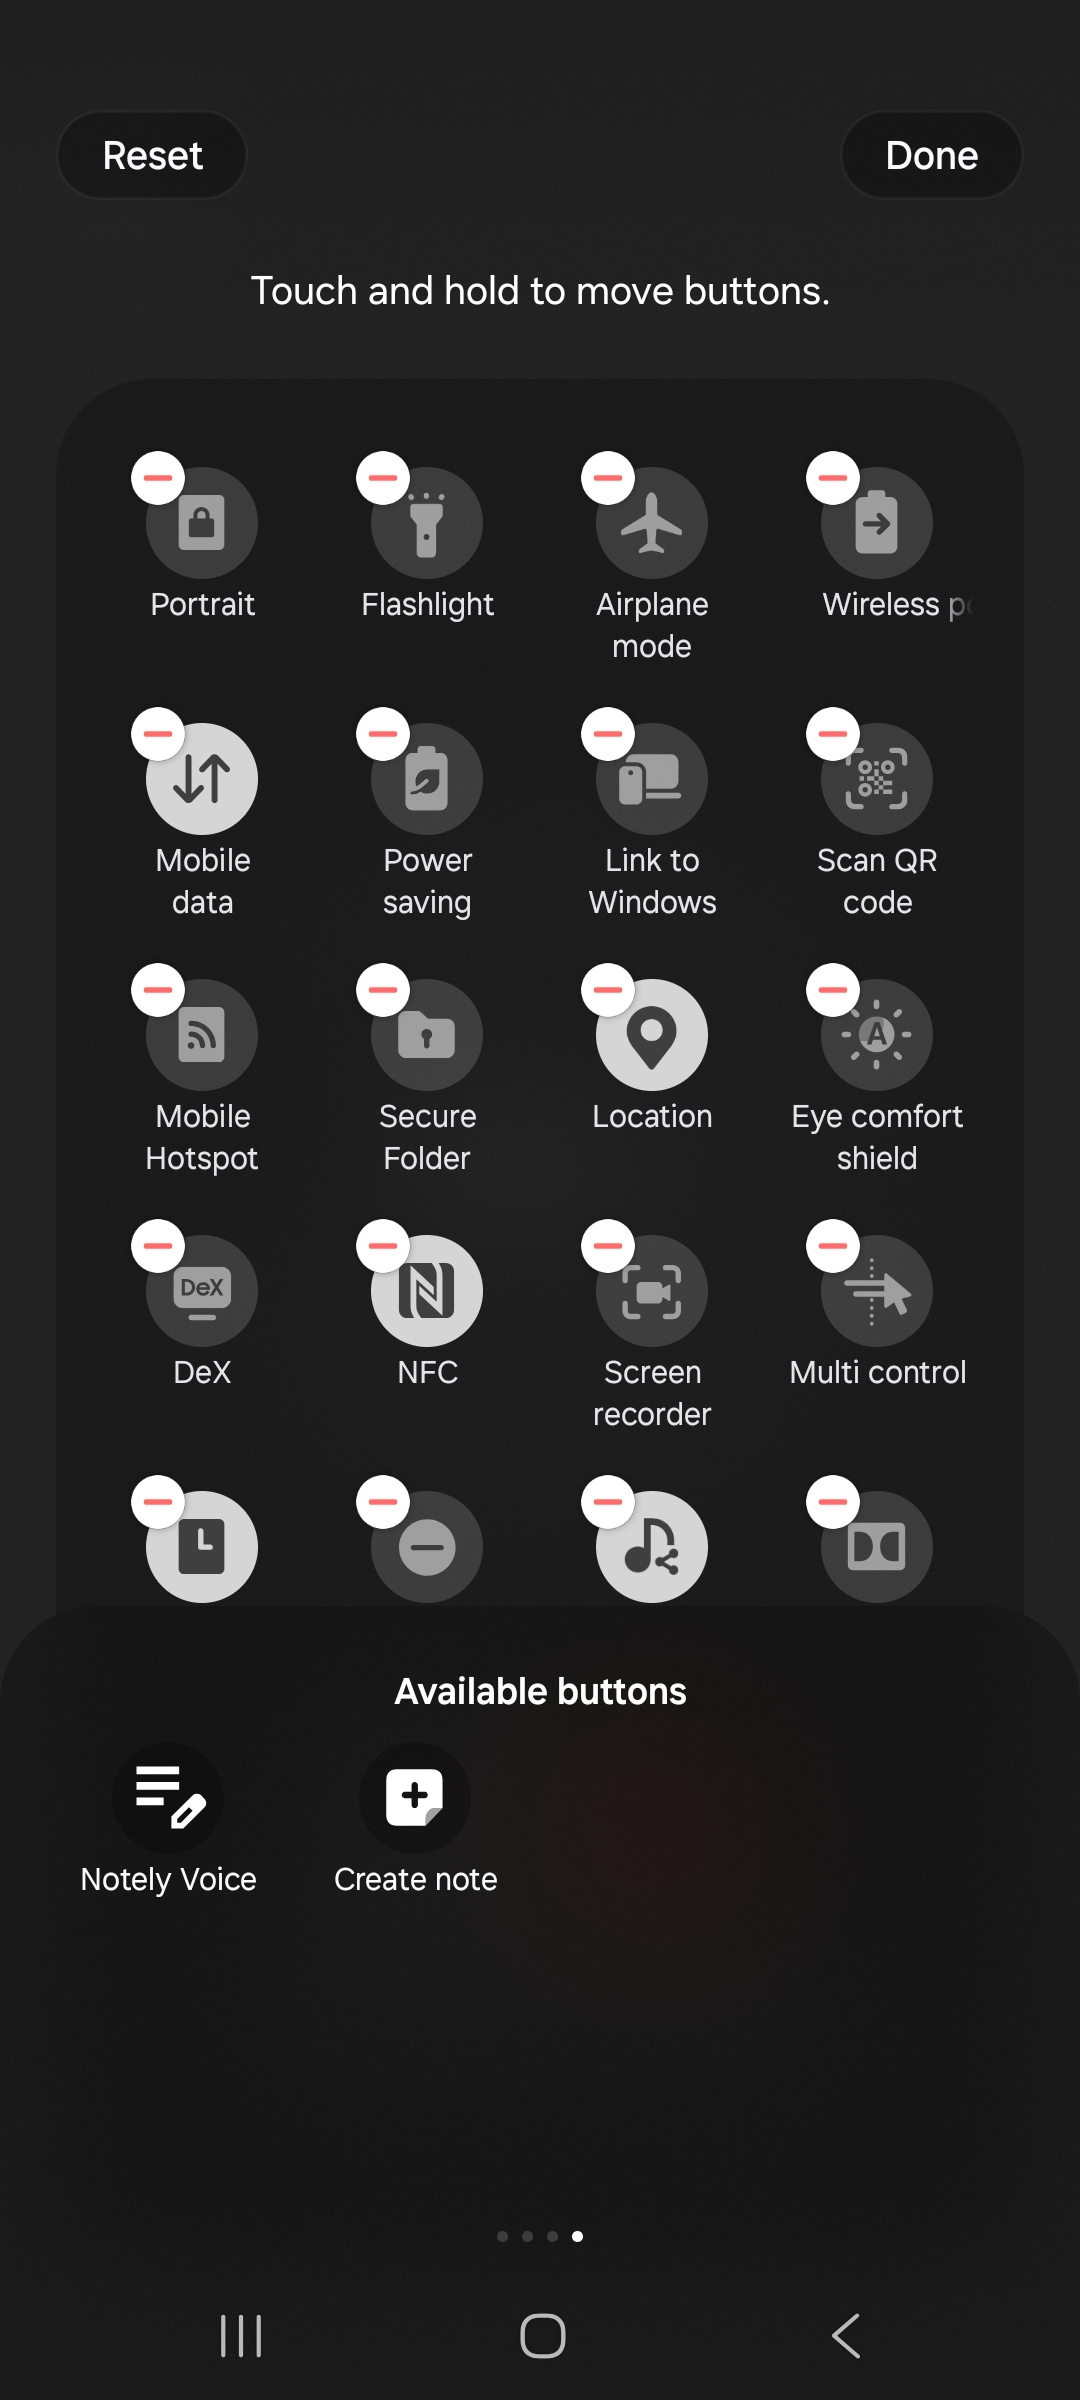 Reset
Done
Touch and hold to move buttons.
Portrait
Flashlight
Airplane
mode
Wireless
Mobile
data
Power
saving
Link to
Windows
Scan QR
code
Mobile
Hotspot
Secure
Folder
Location
A
Eye comfort
shield
DeX
DeX
NFC
Screen
recorder
Multi control
Available buttons
Notely Voice
Create note